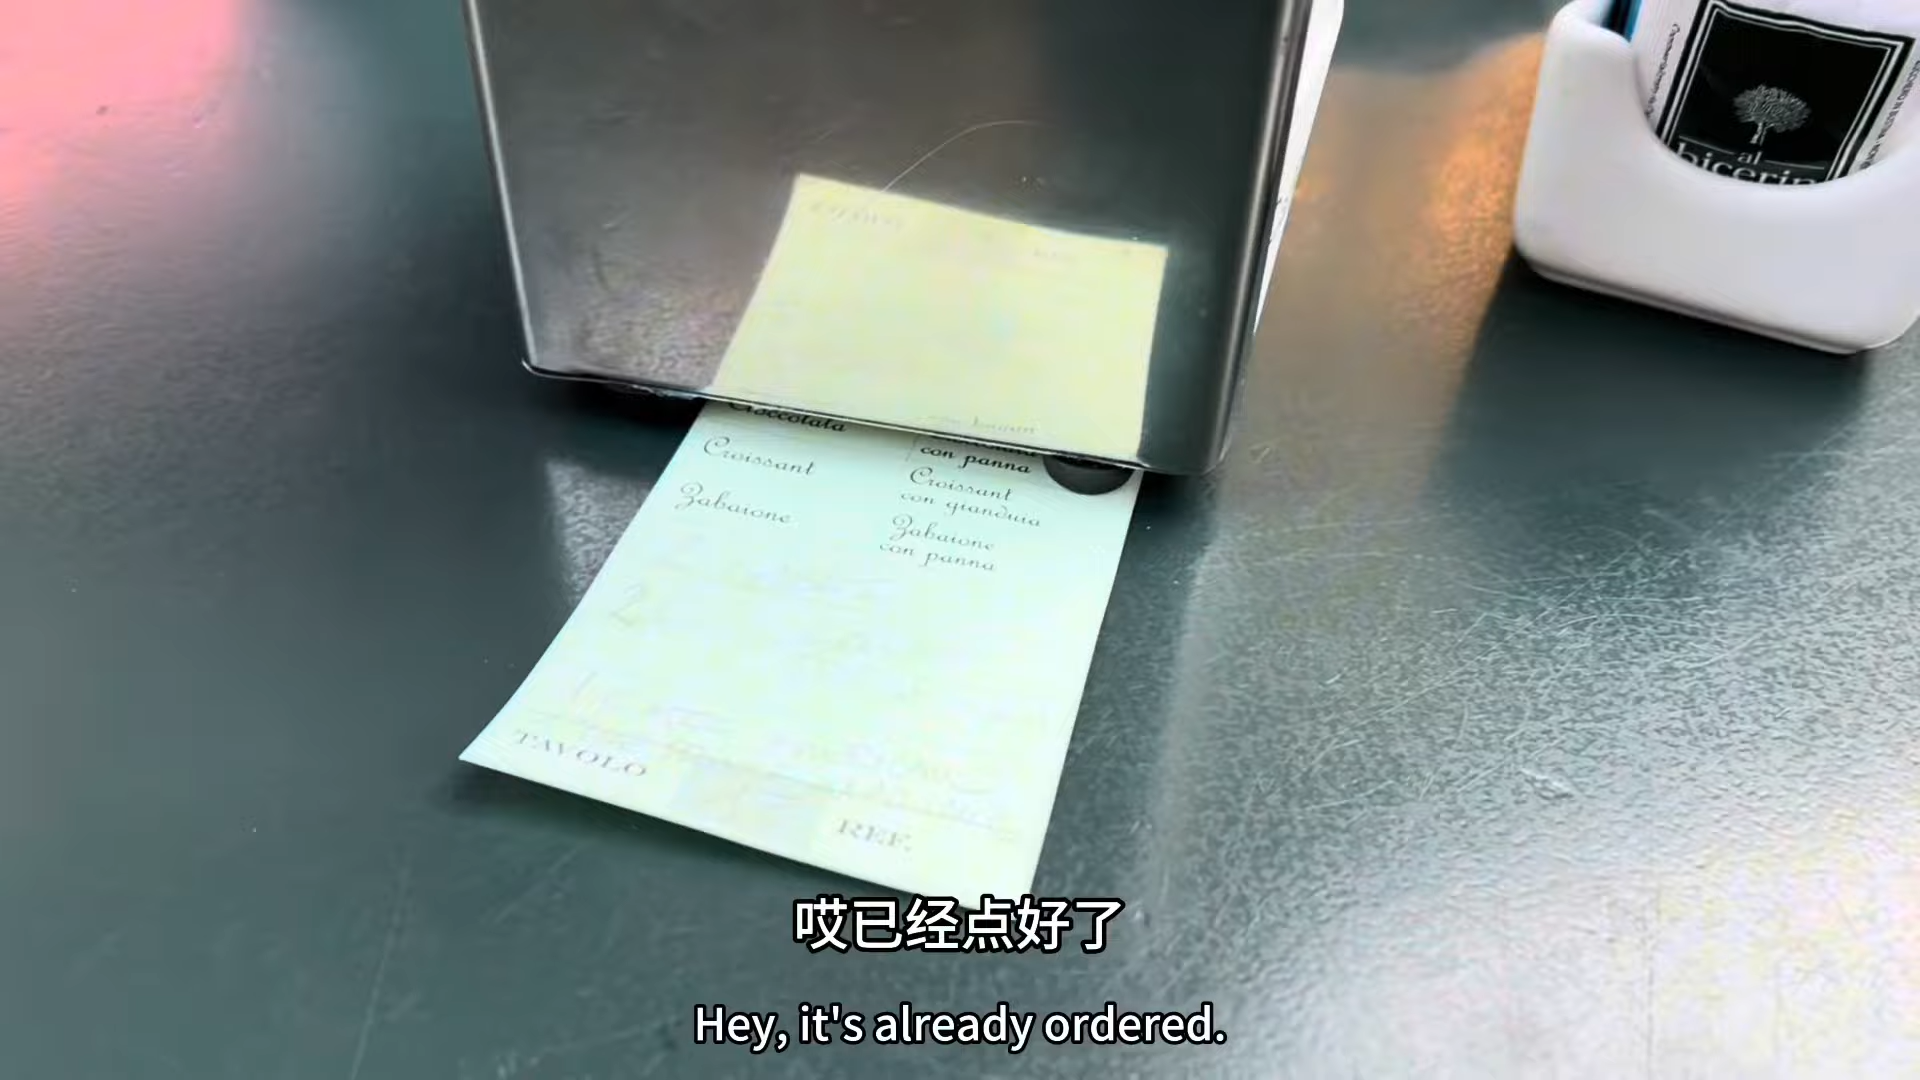 al
bicerin
Cioccolata
con panna
Croissant
Croissant
con gianduia
Zabaione
Zabaione
con panna
2
TAVOLO
REF.
哎已经点好了
Hey, it's already ordered.